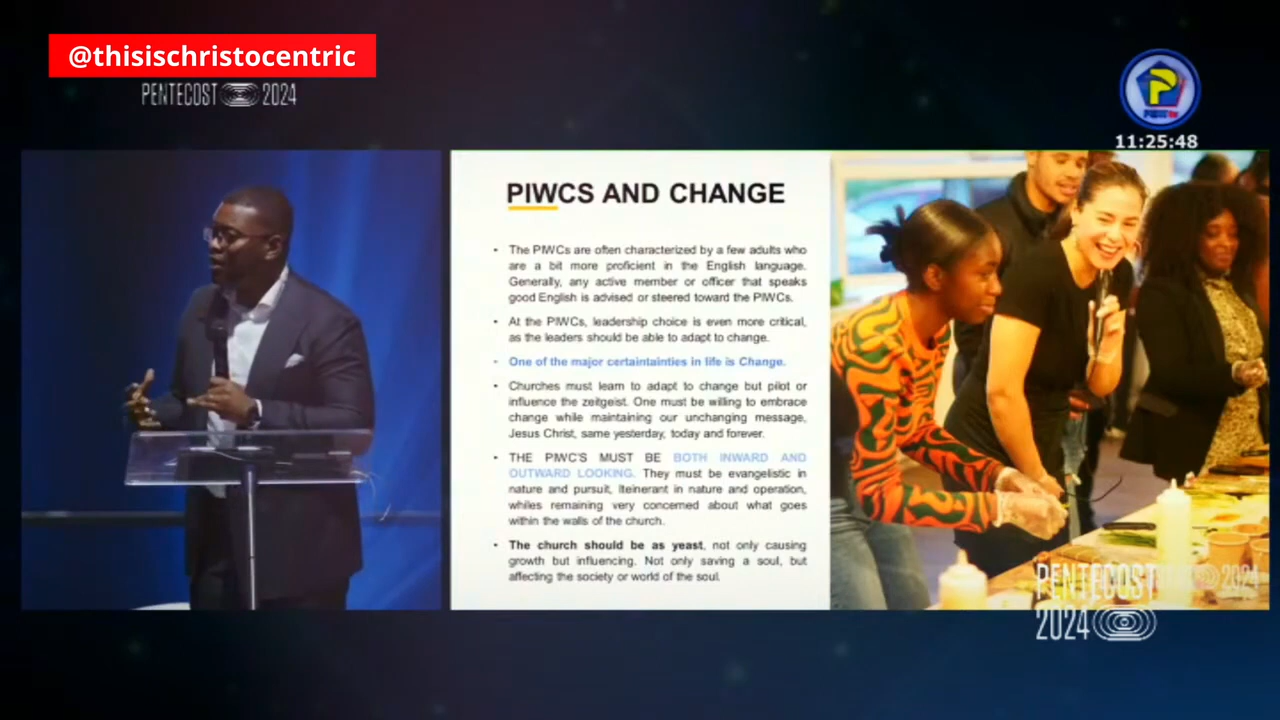 @thisischristocentric
PENTECOST 2024
11:25:48
PIWCS AND CHANGE
• The PIWCs are often characterized by a few adults who
are a bit more proficient in the English language.
Generally, any active member or officer that speaks
good English is advised or steered toward the PIWCs.
• At the PIWCs, leadership choice is even more critical,
as the leaders should be able to adapt to change.
• One of the major certaintainties in life is Change.
• Churches must learn to adapt to change but pilot or
influence the zeitgeist. One must be willing to embrace
change while maintaining our unchanging message,
Jesus Christ, same yesterday, today and forever.
• THE PIWC'S MUST BE BOTH INWARD AND
OUTWARD LOOKING. They must be evangelistic in
nature and pursuit, Iteinerant in nature and operation,
whiles remaining very concerned about what goes
within the walls of the church.
• The church should be as yeast, not only causing
growth but influencing. Not only saving a soul, but
affecting the society or world of the soul.
PENTECOST
2024
2024